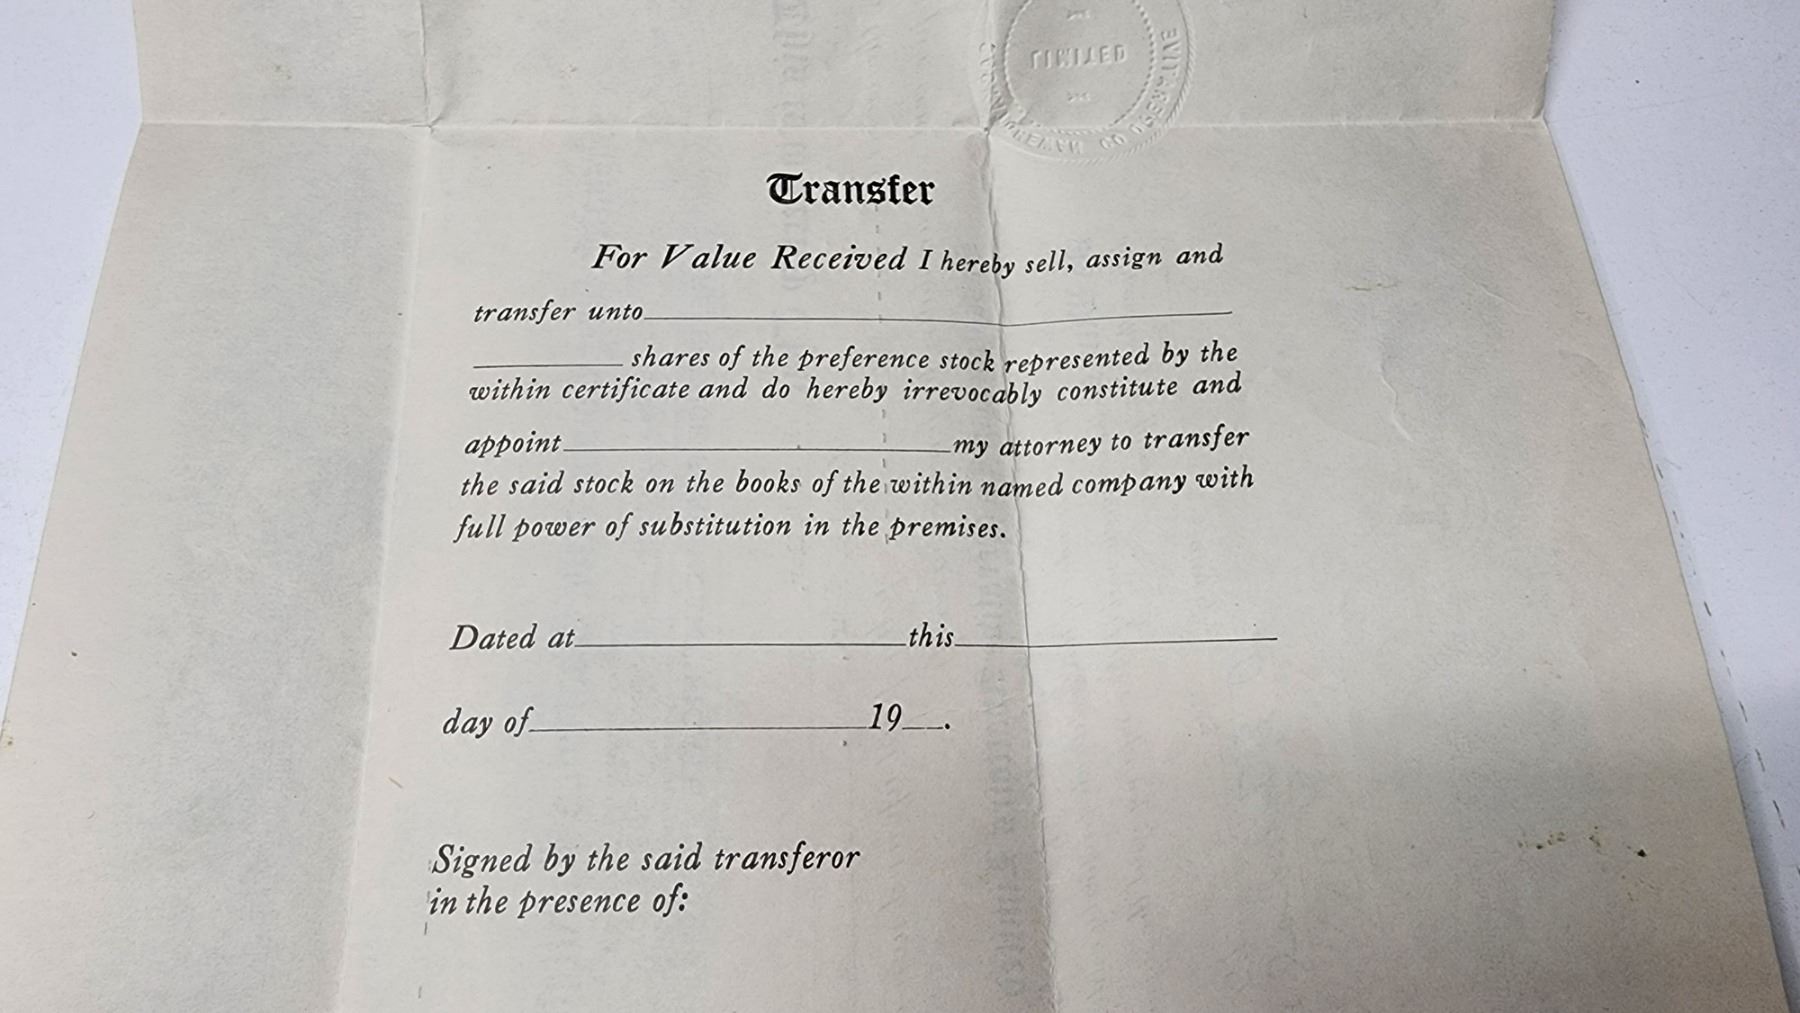 LIMITED
Transfer
For Value Received I hereby sell, assign and
transfer unto
shares of the preference stock represented by the
within certificate and do hereby irrevocably constitute and
appoint my attorney to transfer
the said stock on the books of the within named company with
full power of substitution in the premises.
Dated at this
day of 19 .
Signed by the said transferor
in the presence of: